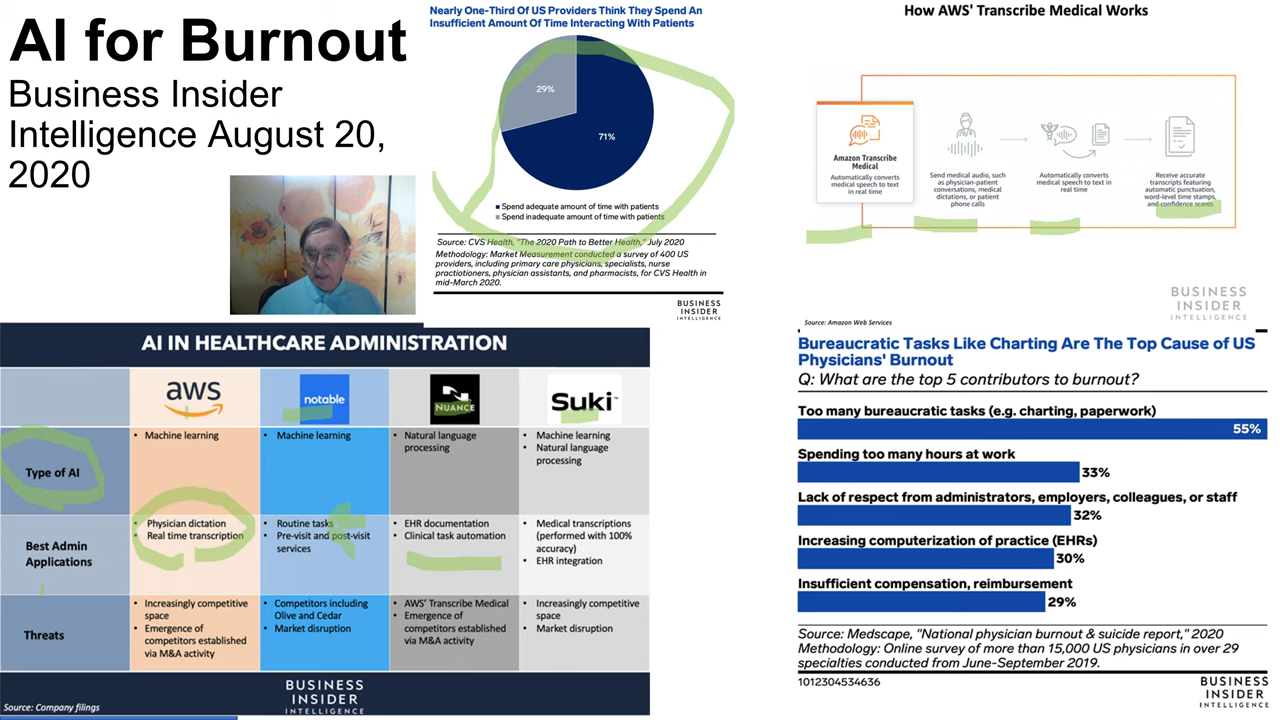 AI for Burnout
Business Insider
Intelligence August 20,
2020
Nearly One-Third Of US Providers Think They Spend An
Insufficient Amount Of Time Interacting With Patients
29%
71%
Spend adequate amount of time with patients
Spend inadequate amount of time with patients
Source: CVS Health, "The 2020 Path to Better Health," July 2020
Methodology: Market Measurement conducted a survey of 400 US
providers, including primary care physicians, specialists, nurse
practiotioners, physician assistants, and pharmacists, for CVS Health in
mid-March 2020.
BUSINESS
INSIDER
INTELLIGENCE
How AWS' Transcribe Medical Works
Amazon Transcribe
Medical
Automatically converts
medical speech to text
in real time
Send medical audio, such
as physician-patient
conversations, medical
dictations, or patient
phone calls
Automatically converts
medical speech to text in
real time
Receive accurate
transcripts featuring
automatic punctuation,
word-level time stamps,
and confidence scores
BUSINESS
INSIDER
INTELLIGENCE
Source: Amazon Web Services
AI IN HEALTHCARE ADMINISTRATION
aws
notable
NUANCE
Suki™
Type of AI
• Machine learning
• Machine learning
• Natural language
processing
• Machine learning
• Natural language
processing
Best Admin
Applications
• Physician dictation
• Real time transcription
• Routine tasks
• Pre-visit and post-visit
services
• EHR documentation
• Clinical task automation
• Medical transcriptions
(performed with 100%
accuracy)
• EHR integration
Threats
• Increasingly competitive
space
• Emergence of
competitors established
via M&A activity
• Competitors including
Olive and Cedar
• Market disruption
• AWS' Transcribe Medical
• Emergence of
competitors established
via M&A activity
• Increasingly competitive
space
• Market disruption
Source: Company filings
BUSINESS
INSIDER
INTELLIGENCE
Bureaucratic Tasks Like Charting Are The Top Cause of US
Physicians' Burnout
Q: What are the top 5 contributors to burnout?
Too many bureaucratic tasks (e.g. charting, paperwork)
55%
Spending too many hours at work
33%
Lack of respect from administrators, employers, colleagues, or staff
32%
Increasing computerization of practice (EHRs)
30%
Insufficient compensation, reimbursement
29%
Source: Medscape, "National physician burnout & suicide report," 2020
Methodology: Online survey of more than 15,000 US physicians in over 29
specialties conducted from June-September 2019.
1012304534636
BUSINESS
INSIDER
INTELLIGENCE